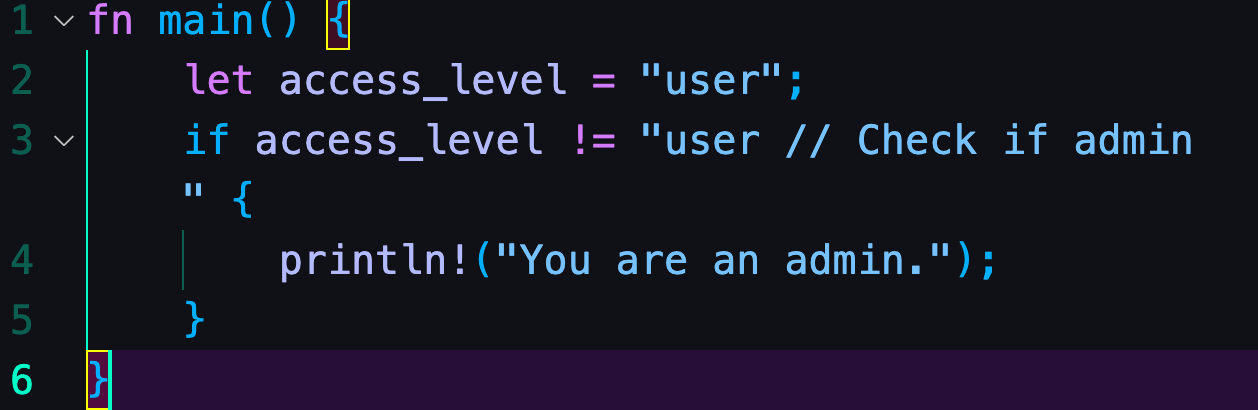 1 fn main() {
2 let access_level = "user";
3 if access_level != "user // Check if admin
" {
4 println!("You are an admin.");
5 }
6 }